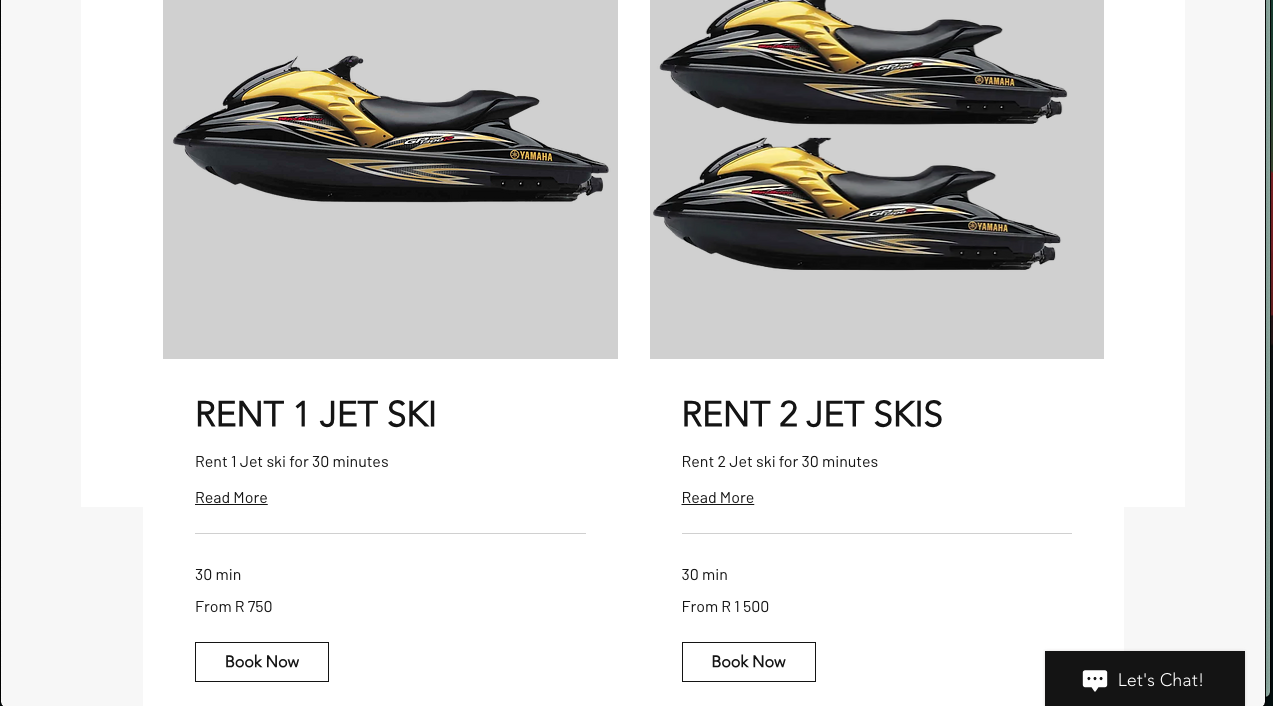 YAMAHA
YAMAHA
YAMAHA
RENT 1 JET SKI
Rent 1 Jet ski for 30 minutes
Read More
30 min
From R 750
Book Now
RENT 2 JET SKIS
Rent 2 Jet ski for 30 minutes
Read More
30 min
From R 1 500
Book Now
Let's Chat!